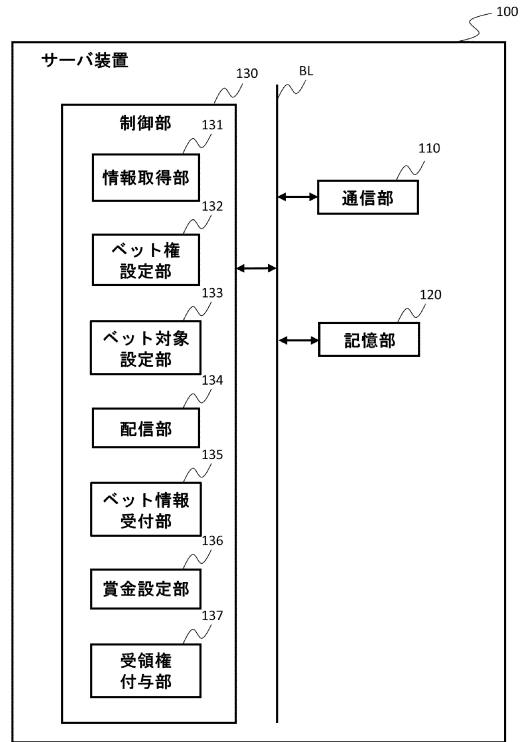 100
サーバ装置
130
BL
制御部
131
情報取得部
110
通信部
132
ベット権
設定部
133
ベット対象
設定部
120
記憶部
134
配信部
135
ベット情報
受付部
136
賞金設定部
137
受領権
付与部